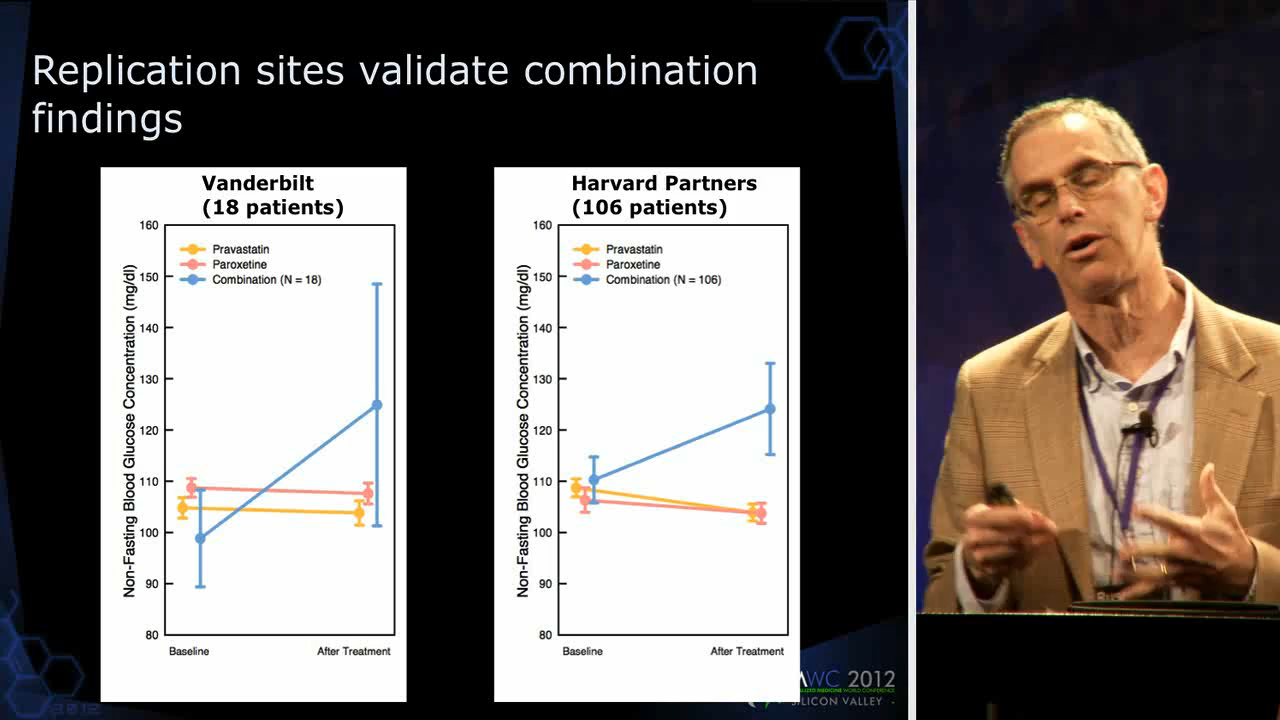 Replication sites validate combination
findings
Vanderbilt
(18 patients)
160
150
140
130
120
110
100
90
80
Non-Fasting Blood Glucose Concentration (mg/dl)
Pravastatin
Paroxetine
Combination (N = 18)
Baseline
After Treatment
Harvard Partners
(106 patients)
160
150
140
130
120
110
100
90
80
Non-Fasting Blood Glucose Concentration (mg/dl)
Pravastatin
Paroxetine
Combination (N = 106)
Baseline
After Treatment
WC 2012
MEDICINE WORLD CONFERENCE
SILICON VALLEY
2012